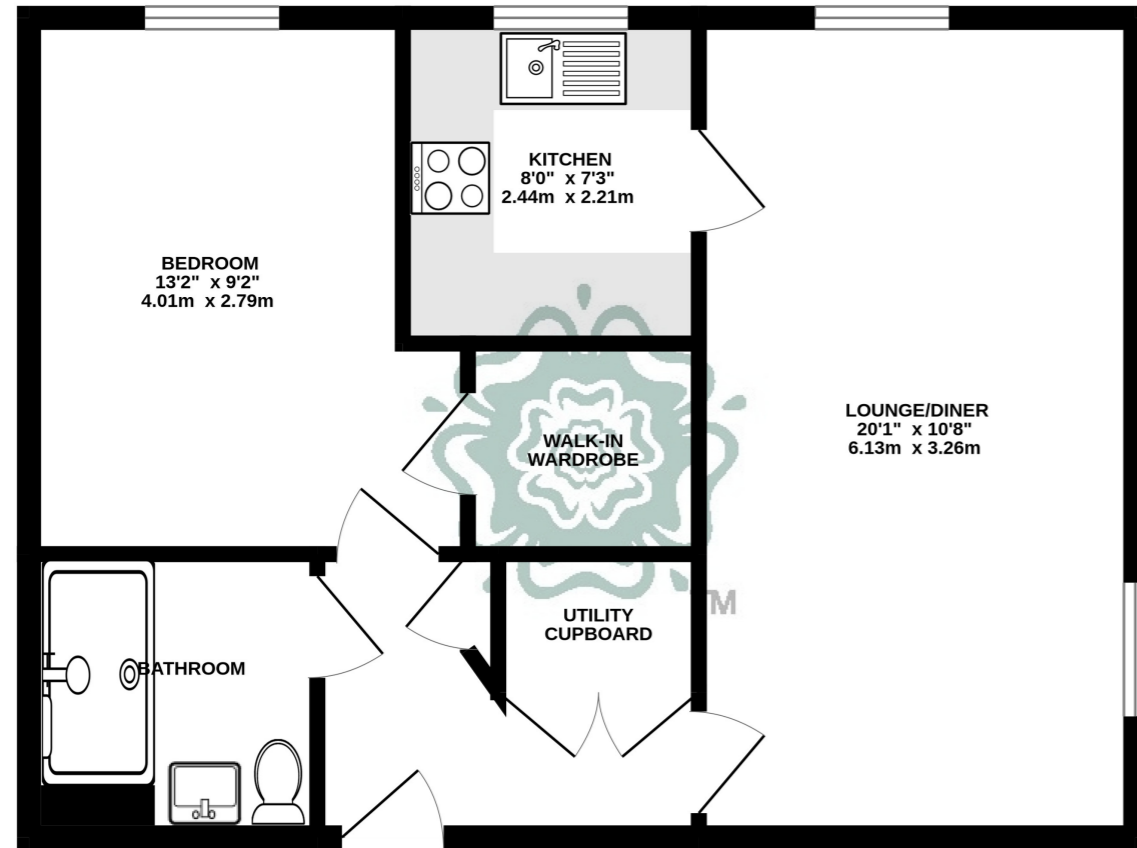 KITCHEN
8'0" x 7'3"
2.44m x 2.21m
BEDROOM
13'2" x 9'2"
4.01m x 2.79m
LOUNGE/DINER
20'1" x 10'8"
6.13m x 3.26m
WALK-IN
WARDROBE
UTILITY
CUPBOARD
TM
BATHROOM